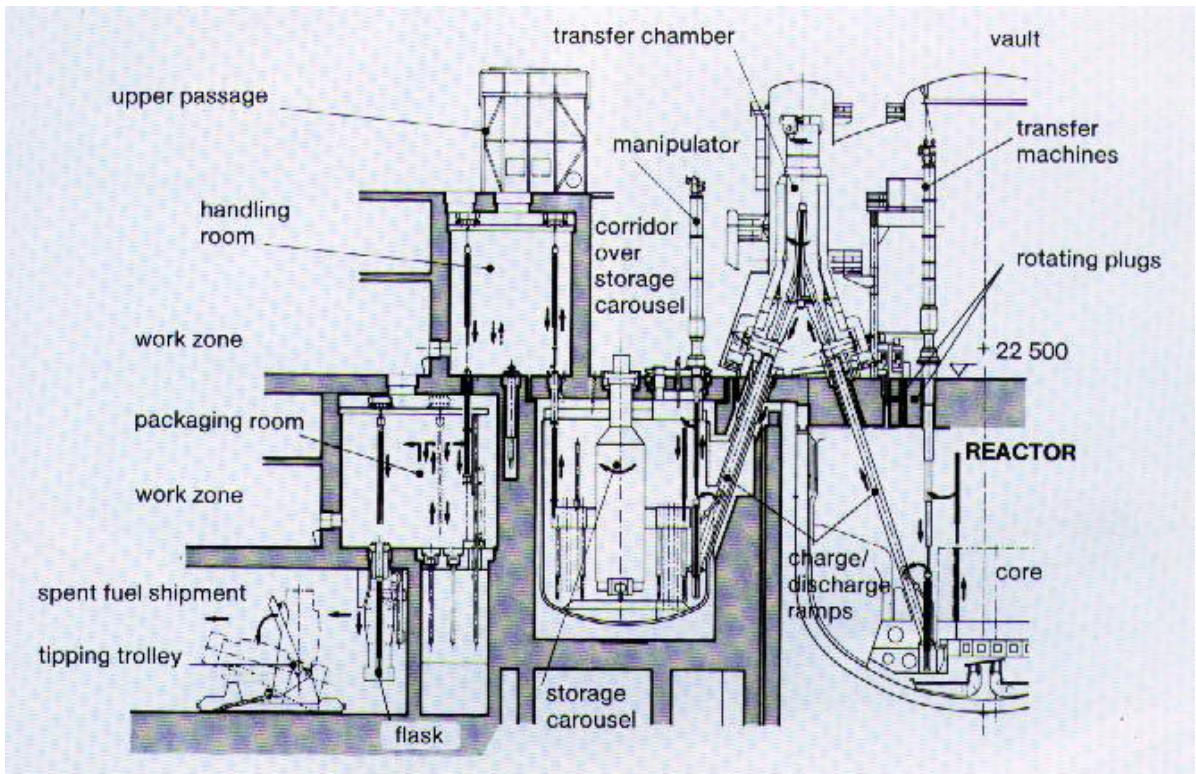 transfer chamber
vault
upper passage
manipulator
transfer
machines
handling
room
corridor
over
storage
carousel
rotating plugs
work zone
22 500
packaging room
REACTOR
work zone
charge/
discharge
ramps
core
spent fuel shipment
tipping trolley
storage
carousel
flask